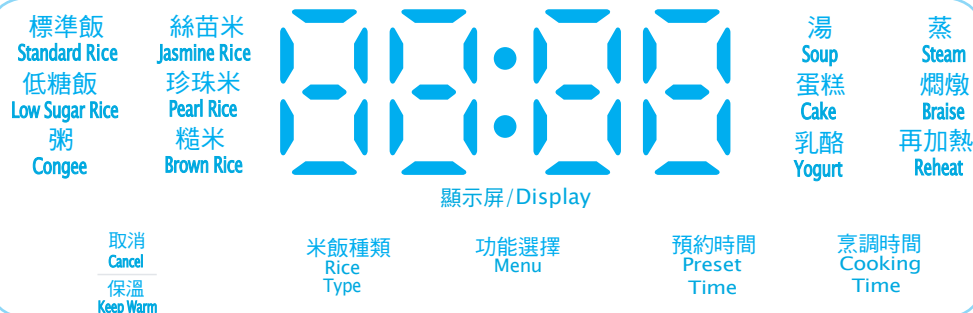 標準飯
Standard Rice
低糖飯
Low Sugar Rice
粥
Congee
絲苗米
Jasmine Rice
珍珠米
Pearl Rice
糙米
Brown Rice
88:88
顯示屏/Display
湯
Soup
蛋糕
Cake
乳酪
Yogurt
蒸
Steam
燜燉
Braise
再加熱
Reheat
取消
Cancel
保溫
Keep Warm
米飯種類
Rice
Type
功能選擇
Menu
預約時間
Preset
Time
烹調時間
Cooking
Time